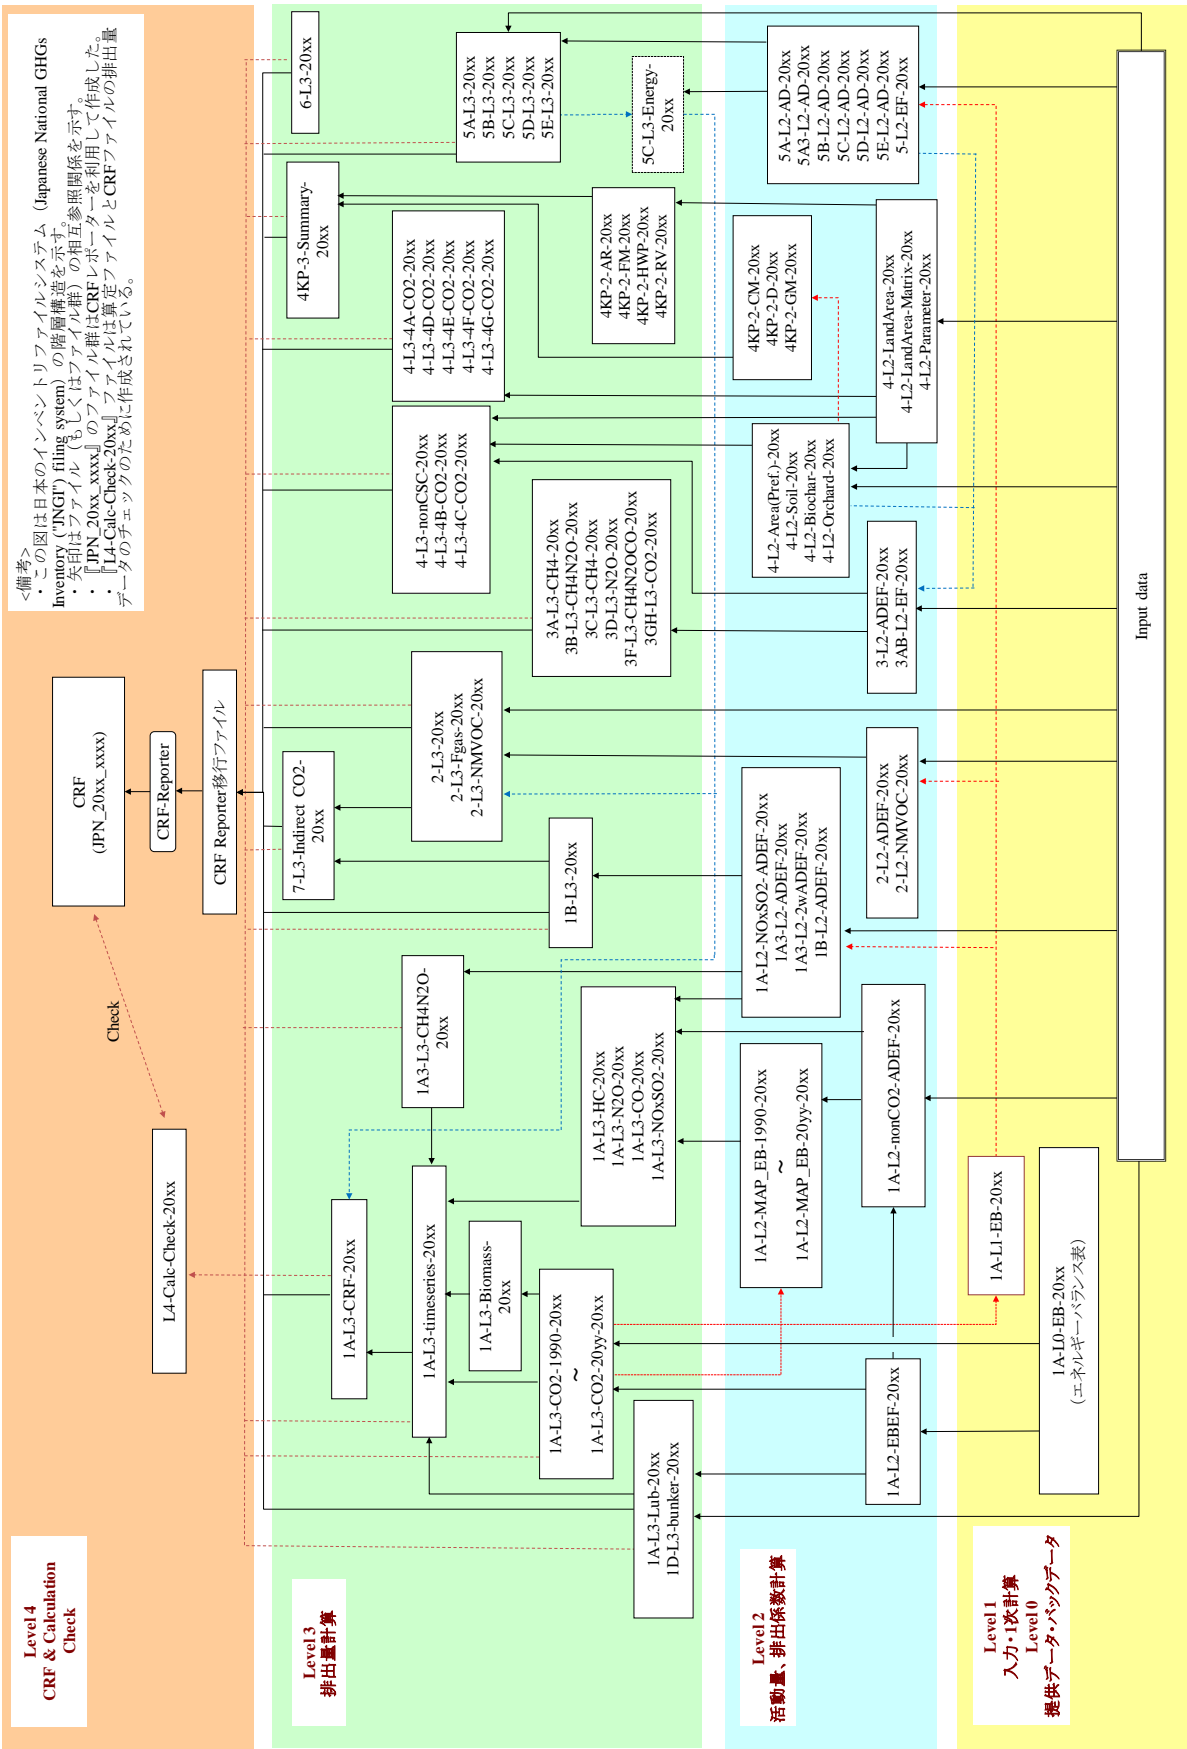 Level 4
CRF & Calculation
Check
L4-Calc-Check-20xx
Check
CRF
(JPN_20xx_xxxx)
CRF-Reporter
CRF Reporter移行ファイル
<備考>
・この図は日本のインベントリファイルシステム（Japanese National GHGs
Inventory ("JNGI") filing system）の階層構造を示す。
・矢印はファイル（もしくはファイル群）の相互参照関係を示す。
・『JPN_20xx_xxxx』のファイル群はCRFレポーターを利用して作成した。
・『L4-Calc-Check-20xx』ファイルは算定ファイルとCRFファイルの排出量
データのチェックのために作成されている。
Level 3
排出量計算
1A-L3-CRF-20xx
7-L3-Indirect CO2-
20xx
4KP-3-Summary-
20xx
6-L3-20xx
1A-L3-timeseries-20xx
1A3-L3-CH4N2O-
20xx
2-L3-20xx
2-L3-Fgas-20xx
2-L3-NMVOC-20xx
4-L3-nonCSC-20xx
4-L3-4B-CO2-20xx
4-L3-4C-CO2-20xx
4-L3-4A-CO2-20xx
4-L3-4D-CO2-20xx
4-L3-4E-CO2-20xx
4-L3-4F-CO2-20xx
4-L3-4G-CO2-20xx
5A-L3-20xx
5B-L3-20xx
5C-L3-20xx
5D-L3-20xx
5E-L3-20xx
1A-L3-Biomass-
20xx
1A-L3-CO2-1990-20xx
～
1A-L3-CO2-20yy-20xx
1A-L3-HC-20xx
1A-L3-N2O-20xx
1A-L3-CO-20xx
1A-L3-NOxSO2-20xx
1B-L3-20xx
3A-L3-CH4-20xx
3B-L3-CH4N2O-20xx
3C-L3-CH4-20xx
3D-L3-N2O-20xx
3F-L3-CH4N2OCO-20xx
3GH-L3-CO2-20xx
4KP-2-AR-20xx
4KP-2-FM-20xx
4KP-2-HWP-20xx
4KP-2-RV-20xx
5C-L3-Energy-
20xx
1A-L3-Lub-20xx
1D-L3-bunker-20xx
Level 2
活動量、排出係数計算
1A-L2-MAP_EB-1990-20xx
～
1A-L2-MAP_EB-20yy-20xx
1A-L2-NOxSO2-ADEF-20xx
1A3-L2-ADEF-20xx
1A3-L2-2wADEF-20xx
1B-L2-ADEF-20xx
4-L2-Area(Pref.)-20xx
4-L2-Soil-20xx
4-L2-Biochar-20xx
4-L2-Orchard-20xx
4KP-2-CM-20xx
4KP-2-D-20xx
4KP-2-GM-20xx
5A-L2-AD-20xx
5A3-L2-AD-20xx
5B-L2-AD-20xx
5C-L2-AD-20xx
5D-L2-AD-20xx
5E-L2-AD-20xx
5-L2-EF-20xx
1A-L2-EBEF-20xx
1A-L2-nonCO2-ADEF-20xx
2-L2-ADEF-20xx
2-L2-NMVOC-20xx
3-L2-ADEF-20xx
3AB-L2-EF-20xx
4-L2-LandArea-20xx
4-L2-LandArea-Matrix-20xx
4-L2-Parameter-20xx
Level 1
入力・1次計算
Level 0
提供データ・バックデータ
1A-L1-EB-20xx
1A-L0-EB-20xx
（エネルギーバランス表）
Input data